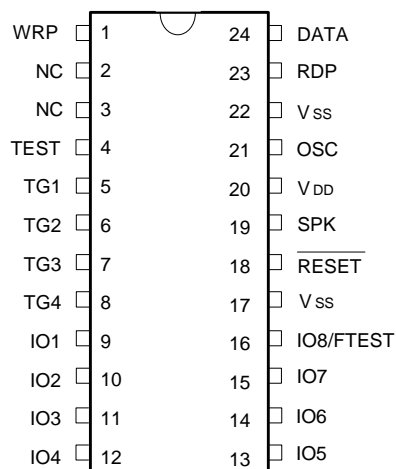 WRP 1 24 DATA
NC 2 23 RDP
NC 3 22 VSS
TEST 4 21 OSC
TG1 5 20 VDD
TG2 6 19 SPK
TG3 7 18 RESET
TG4 8 17 VSS
IO1 9 16 IO8/FTEST
IO2 10 15 IO7
IO3 11 14 IO6
IO4 12 13 IO5